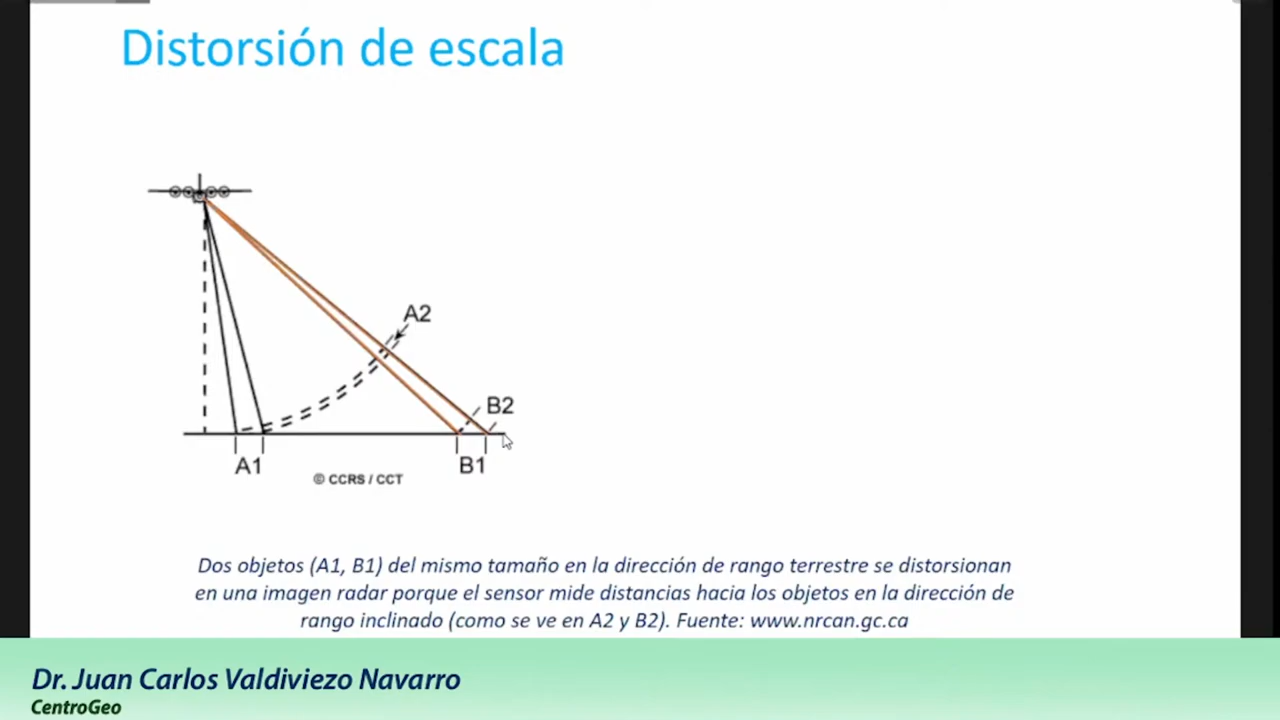 Distorsión de escala
A2
B2
A1
B1
© CCRS / CCT
Dos objetos (A1, B1) del mismo tamaño en la dirección de rango terrestre se distorsionan
en una imagen radar porque el sensor mide distancias hacia los objetos en la dirección de
rango inclinado (como se ve en A2 y B2). Fuente: www.nrcan.gc.ca
Dr. Juan Carlos Valdiviezo Navarro
CentroGeo